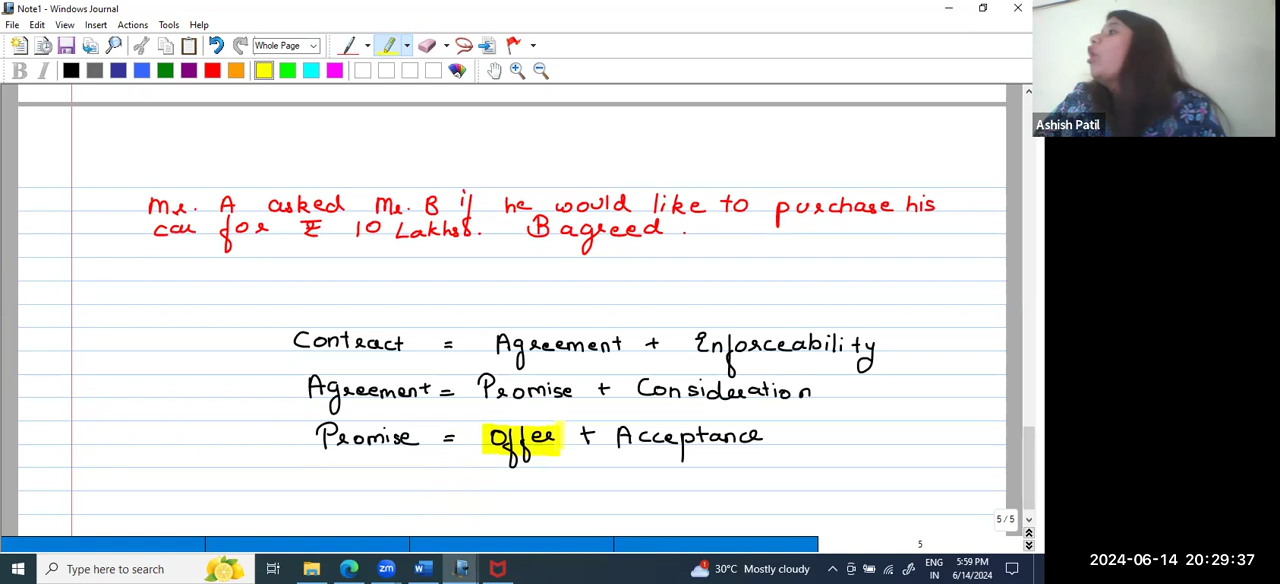 Note1 - Windows Journal
File Edit View Insert Actions Tools Help
Whole Page
B I
Ashish Patil
Mr. A asked Mr. B if he would like to purchase his
car for ₹ 10 Lakhs. B agreed.
Contract = Agreement + Enforceability
Agreement = Promise + Consideration
Promise = Offer + Acceptance
5 / 5
5
Type here to search
zm
W
30°C Mostly cloudy
ENG
IN
5:59 PM
6/14/2024
2024-06-14 20:29:37